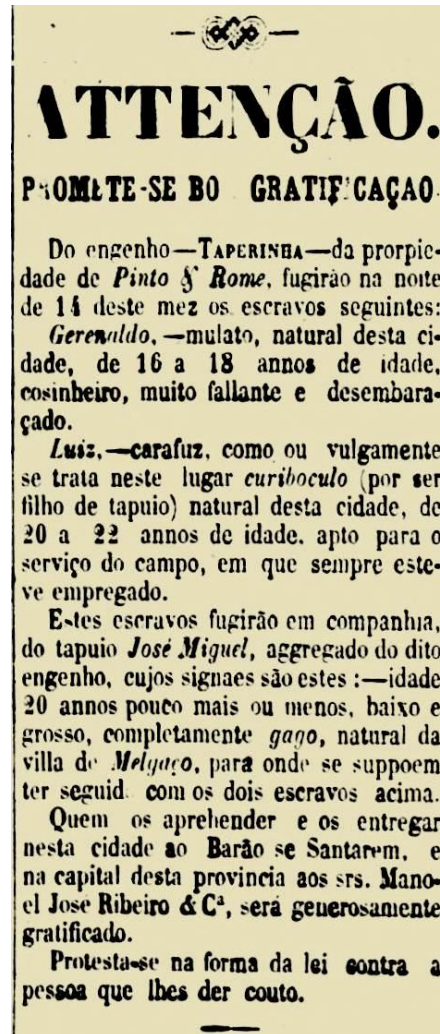 ATTENÇÃO.
PROMETE-SE BO GRATIFICAÇAO
Do engenho—TAPERINHA—da prorpie-
dade de Pinto & Rome, fugirão na noite
de 14 deste mez os escravos seguintes:
Gerenaldo, —mulato, natural desta ci-
dade, de 16 a 18 annos de idade,
cosinheiro, muito fallante e desembara-
çado.
Luiz,—carafuz, como ou vulgamente
se trata neste lugar curiboculo (por ser
filho de tapuio) natural desta cidade, de
20 a 22 annos de idade, apto para o
serviço do campo, em que sempre este-
ve empregado.
Estes escravos fugirão em companhia,
do tapuio José Miguel, aggregado do dito
engenho, cujos signaes são estes :—idade
20 annos pouco mais ou menos, baixo e
grosso, completamente gago, natural da
villa de Melgaço, para onde se suppoem
ter seguid com os dois escravos acima.
Quem os aprehender e os entregar
nesta cidade ao Barão se Santarem, e
na capital desta provincia aos srs. Mano-
el José Ribeiro & Cª, será generosamente
gratificado.
Protesta-se na forma da lei contra a
pessoa que lhes der couto.